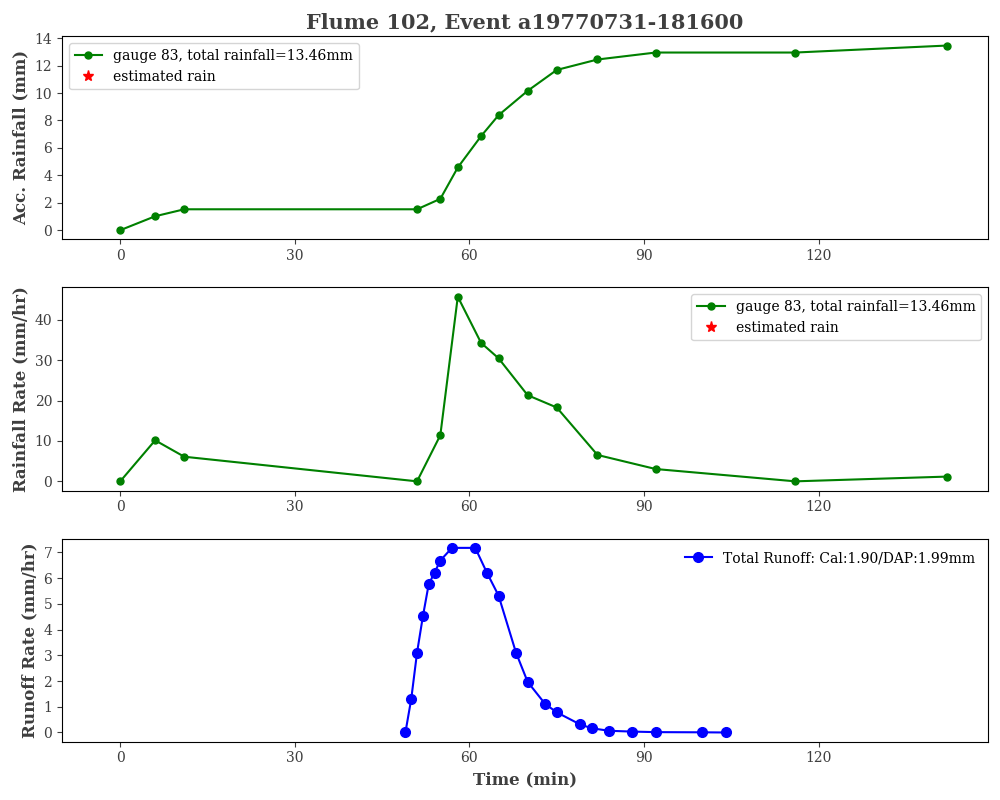 Flume 102, Event a19770731-181600
Acc. Rainfall (mm)
14
12
10
8
6
4
2
0
gauge 83, total rainfall=13.46mm
estimated rain
0 30 60 90 120
Rainfall Rate (mm/hr)
40
30
20
10
0
gauge 83, total rainfall=13.46mm
estimated rain
0 30 60 90 120
Runoff Rate (mm/hr)
7
6
5
4
3
2
1
0
Total Runoff: Cal:1.90/DAP:1.99mm
0 30 60 90 120
Time (min)